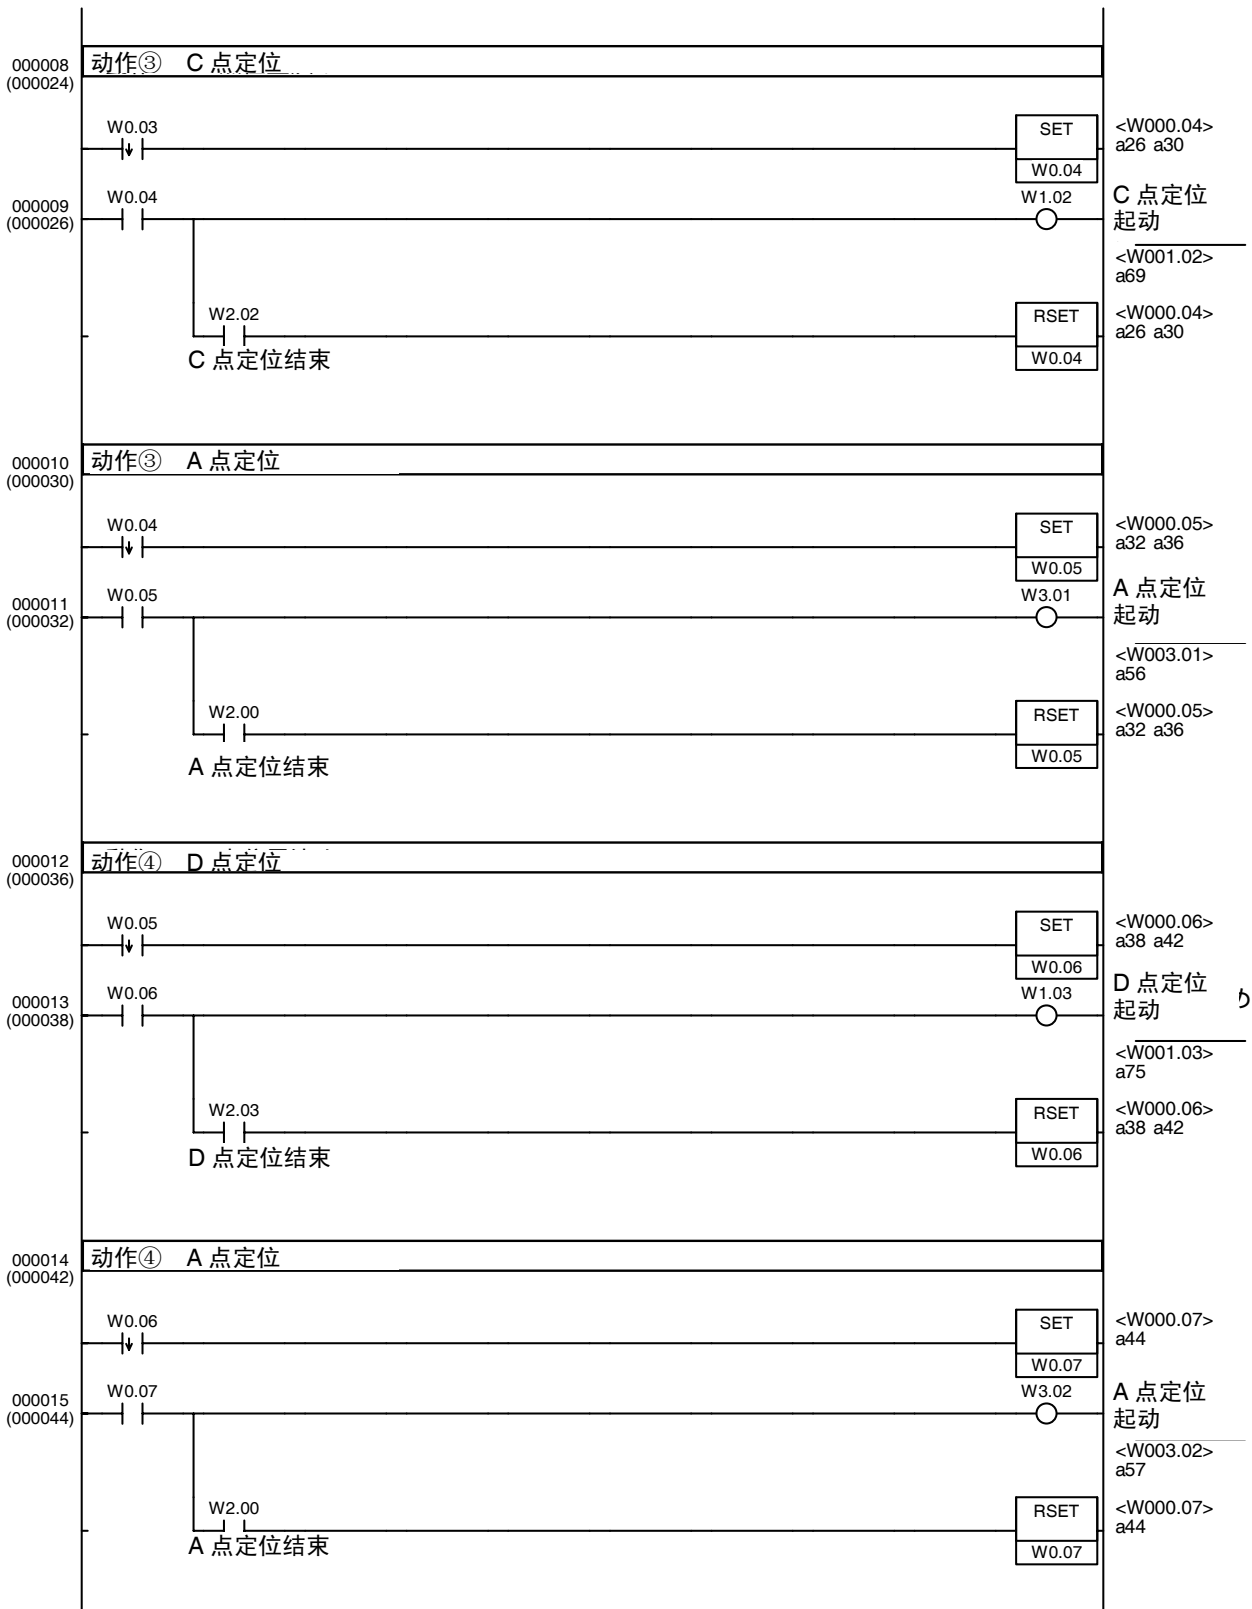 000008
(000024)
动作③ C 点定位
W0.03
SET
W0.04
<W000.04>
a26 a30
000009
(000026)
W0.04
W1.02
C 点定位
起动
<W001.02>
a69
W2.02
C 点定位结束
RSET
W0.04
<W000.04>
a26 a30
000010
(000030)
动作③ A 点定位
W0.04
SET
W0.05
<W000.05>
a32 a36
000011
(000032)
W0.05
W3.01
A 点定位
起动
<W003.01>
a56
W2.00
A 点定位结束
RSET
W0.05
<W000.05>
a32 a36
000012
(000036)
动作④ D 点定位
W0.05
SET
W0.06
<W000.06>
a38 a42
000013
(000038)
W0.06
W1.03
D 点定位
起动
<W001.03>
a75
W2.03
D 点定位结束
RSET
W0.06
<W000.06>
a38 a42
000014
(000042)
动作④ A 点定位
W0.06
SET
W0.07
<W000.07>
a44
000015
(000044)
W0.07
W3.02
A 点定位
起动
<W003.02>
a57
W2.00
A 点定位结束
RSET
W0.07
<W000.07>
a44